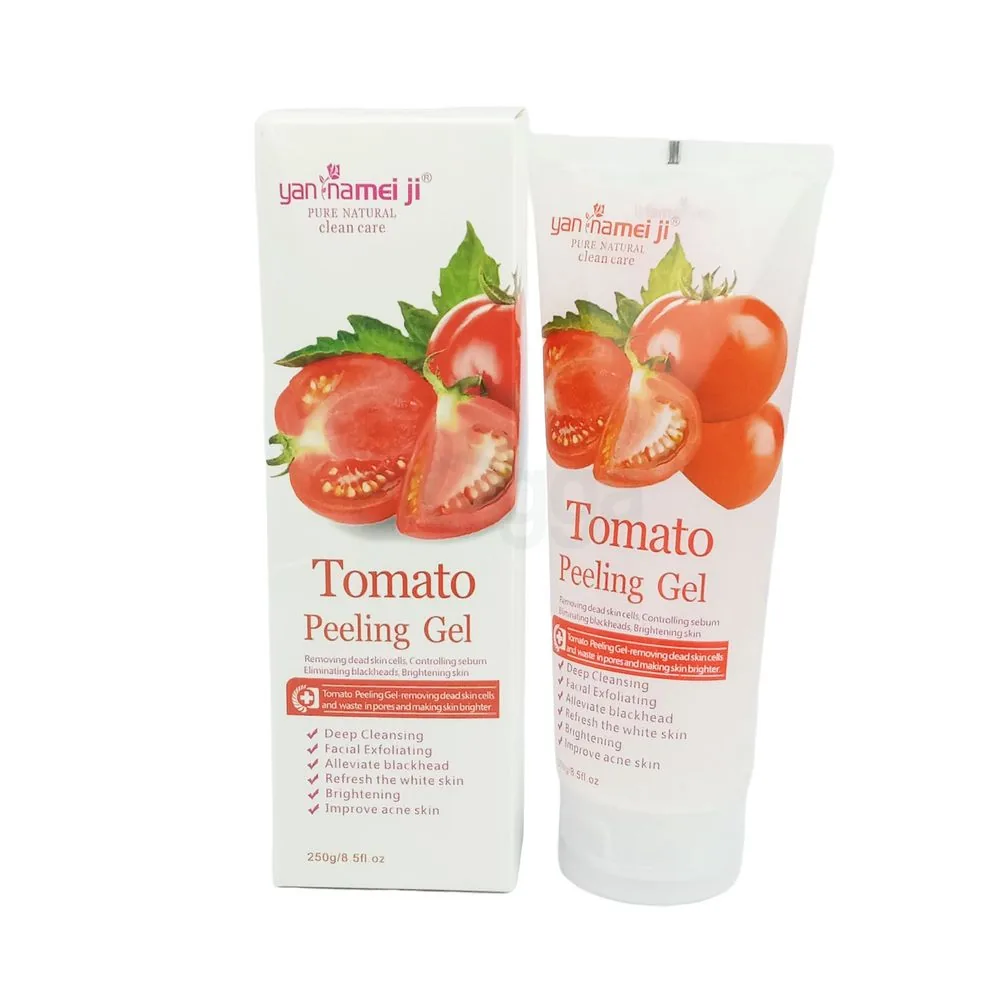 yan namei ji®
PURE NATURAL
clean care
Tomato
Peeling Gel
Removing dead skin cells, Controlling sebum
Eliminating blackheads, Brightening skin
Tomato Peeling Gel-removing dead skin cells
and waste in pores and making skin brighter.
Deep Cleansing
Facial Exfoliating
Alleviate blackhead
Refresh the white skin
Brightening
Improve acne skin
250g/8.5fl.oz
yan namei ji®
PURE NATURAL
clean care
Tomato
Peeling Gel
Removing dead skin cells, Controlling sebum
Eliminating blackheads, Brightening skin
Tomato Peeling Gel-removing dead skin cells
and waste in pores and making skin brighter.
Deep Cleansing
Facial Exfoliating
Alleviate blackhead
Refresh the white skin
Brightening
Improve acne skin
250g/8.5fl oz